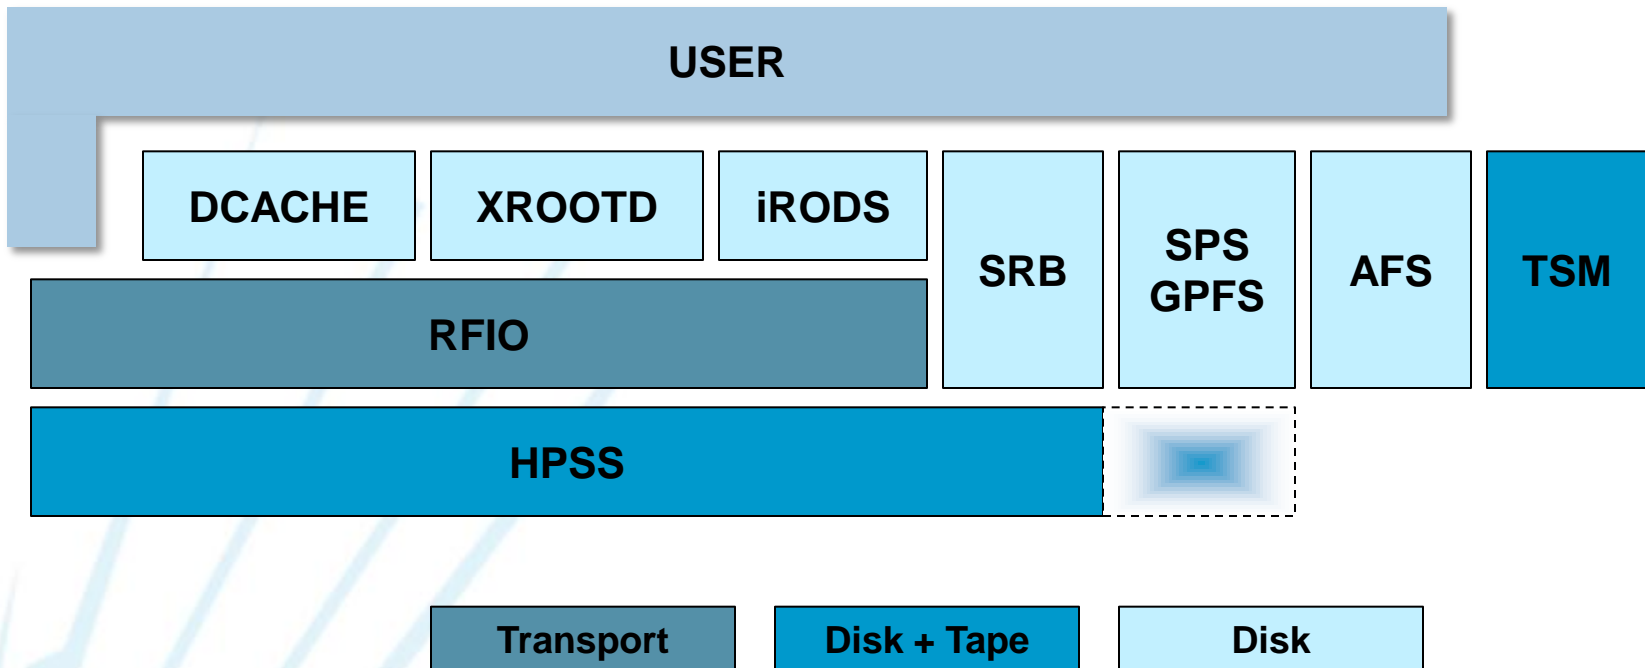 USER
DCACHE
XROOTD
iRODS
SRB
SPS
GPFS
AFS
TSM
RFIO
HPSS
Transport
Disk + Tape
Disk